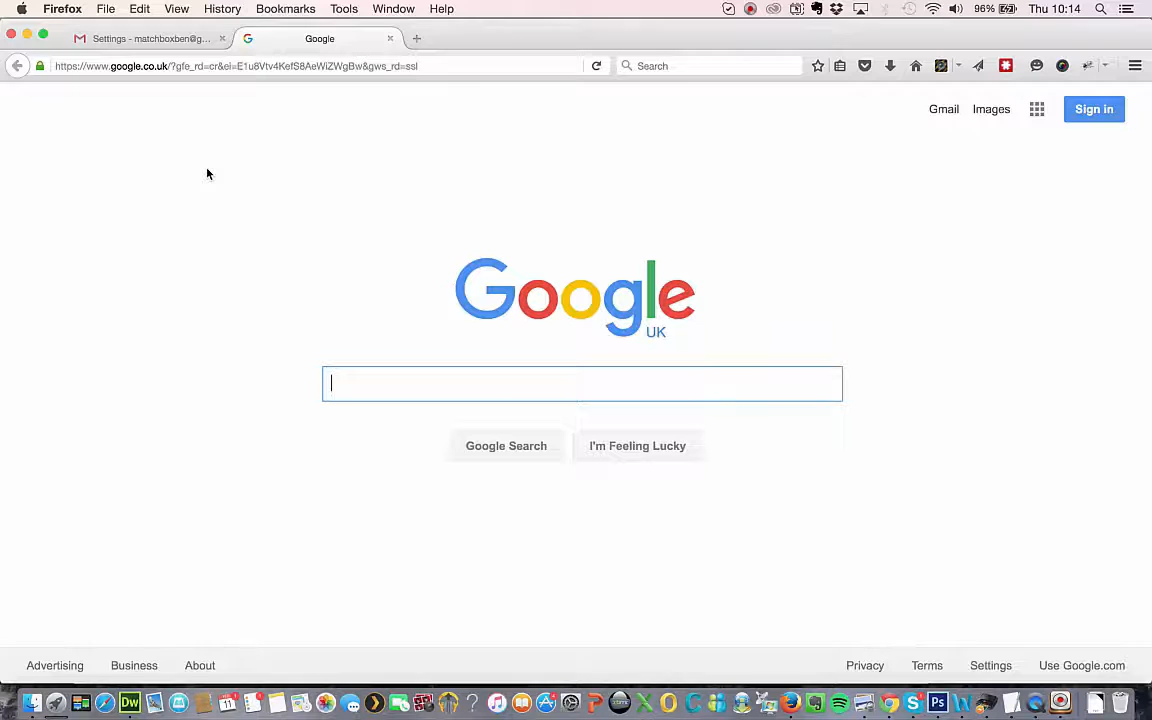 Firefox File Edit View History Bookmarks Tools Window Help 96% Thu 10:14
Settings - matchboxben@g... Google
https://www.google.co.uk/?gfe_rd=cr&ei=E1u8Vtv4KefS8AeWiZWgBw&gws_rd=ssl Search
Gmail Images Sign in
Google
UK
Google Search I'm Feeling Lucky
Advertising Business About Privacy Terms Settings Use Google.com
Dw Ps